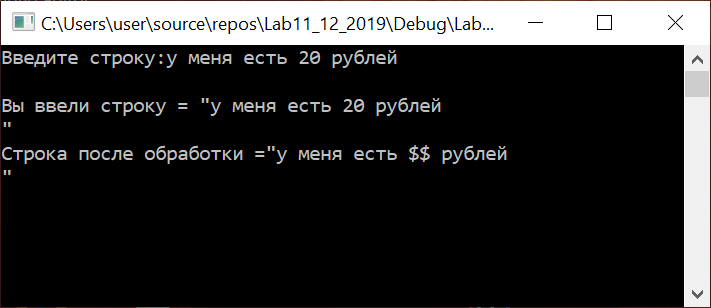 C:\Users\user\source\repos\Lab11_12_2019\Debug\Lab...
Введите строку:у меня есть 20 рублей
Вы ввели строку = "у меня есть 20 рублей
"
Строка после обработки ="у меня есть $$ рублей
"